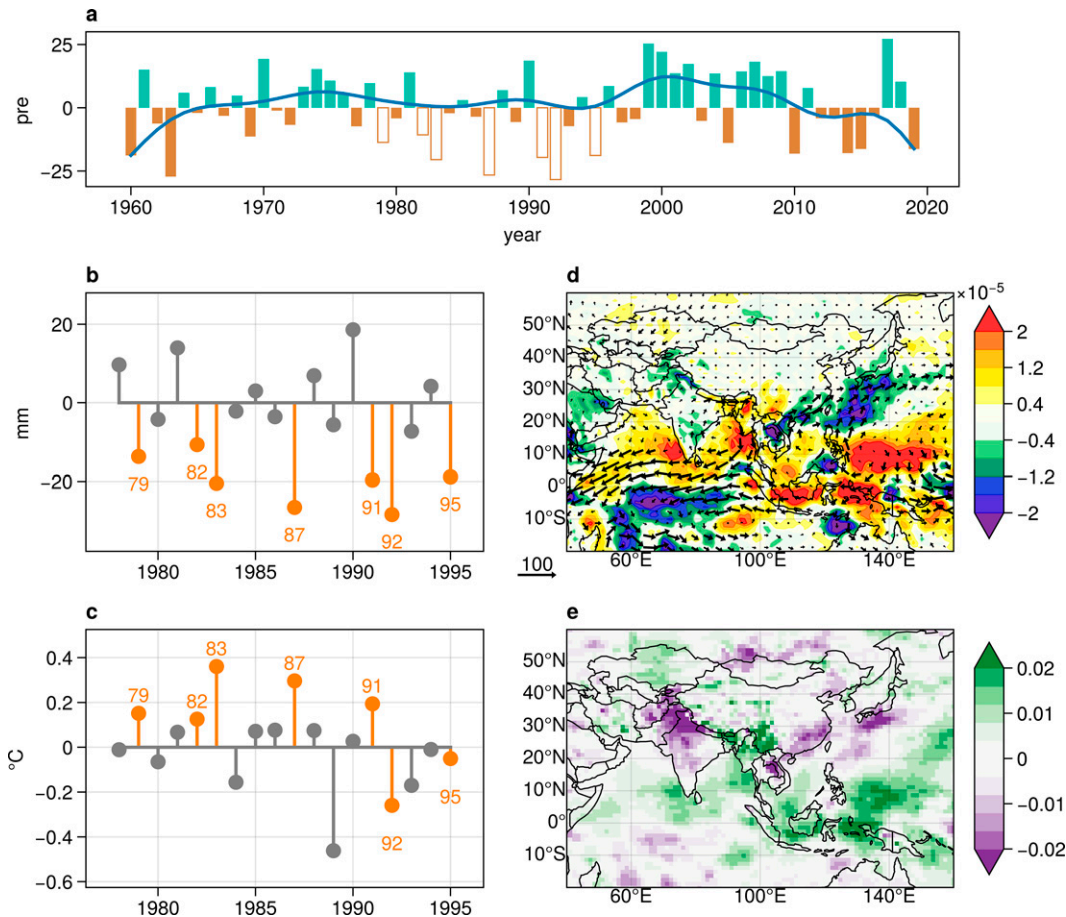 a
25
0
−25
pre
1960 1970 1980 1990 2000 2010 2020
year
b
20
0
−20
mm
79
82
83
87
91
92
95
1980 1985 1990 1995
c
0.4
0.2
0
−0.2
−0.4
−0.6
°C
79
82
83
87
91
92
95
1980 1985 1990 1995
d
50°N
40°N
30°N
20°N
10°N
0°
10°S
60°E 100°E 140°E
100
×10⁻⁵
2
1.2
0.4
−0.4
−1.2
−2
e
50°N
40°N
30°N
20°N
10°N
0°
10°S
60°E 100°E 140°E
0.02
0.01
0
−0.01
−0.02